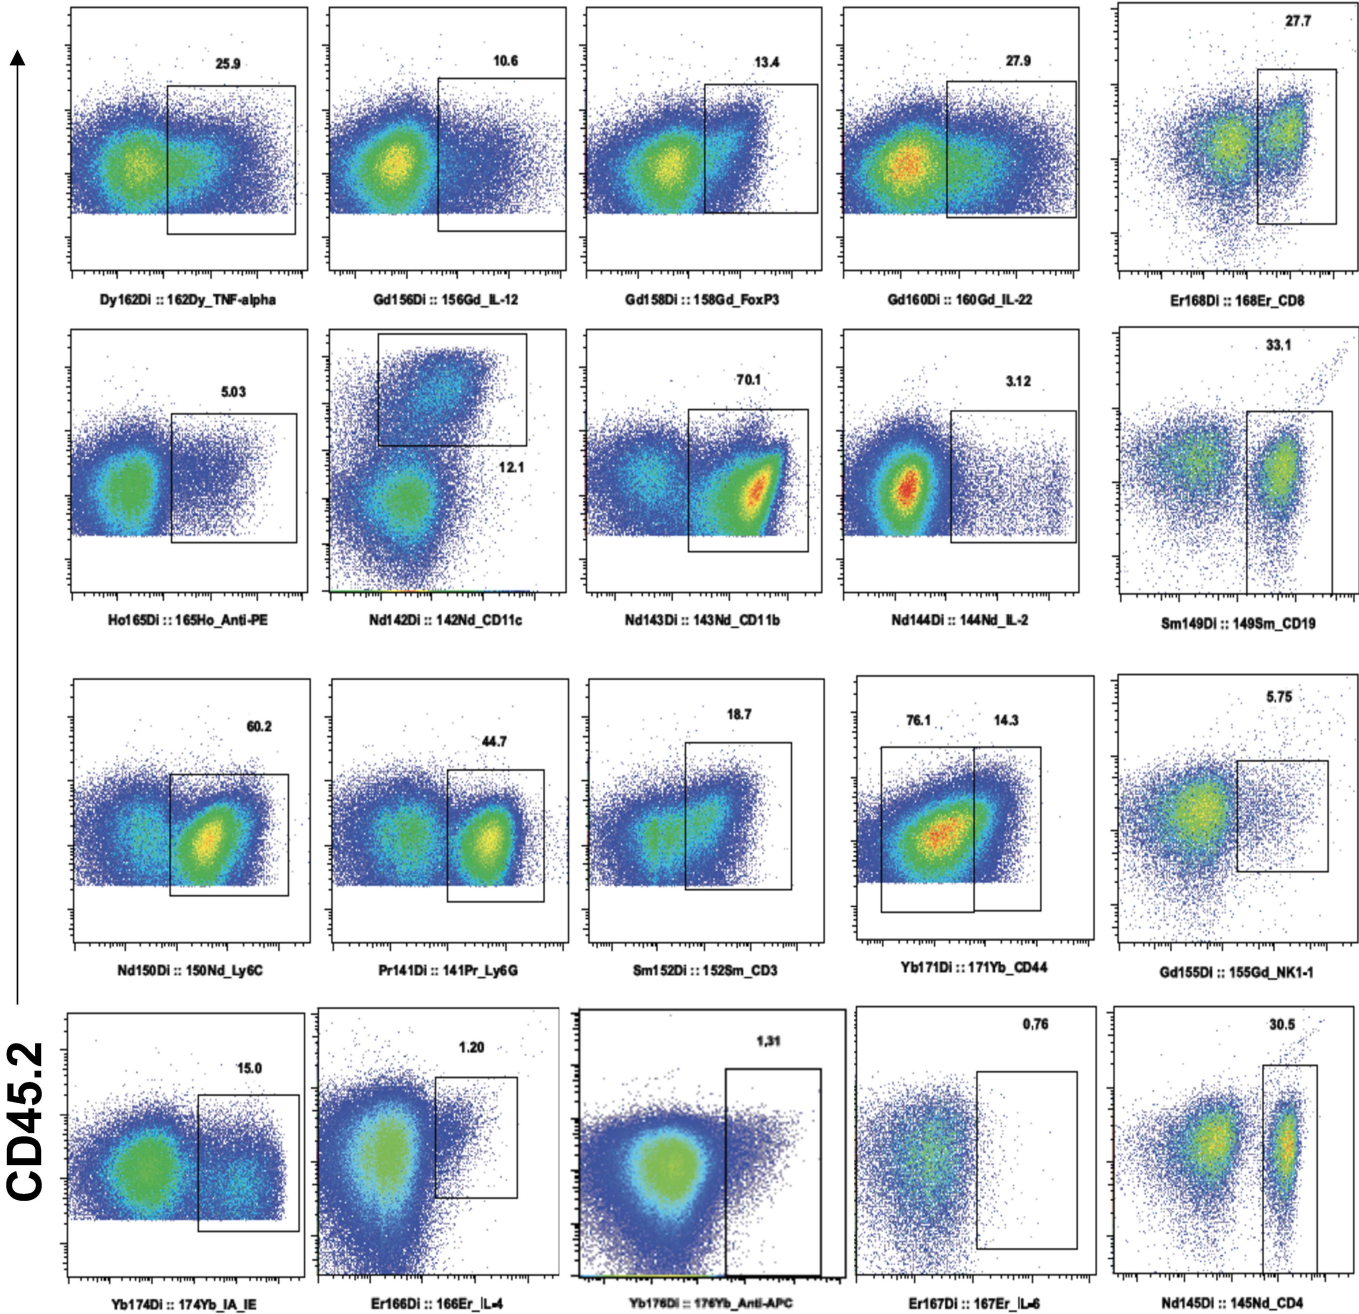 25.9
10.6
13.4
27.9
27.7
Dy162Di :: 162Dy_TNF-alpha
Gd156Di :: 156Gd_IL-12
Gd158Di :: 158Gd_FoxP3
Gd160Di :: 160Gd_IL-22
Er168Di :: 168Er_CD8
5.03
12.1
70.1
3.12
33.1
Ho165Di :: 165Ho_Anti-PE
Nd142Di :: 142Nd_CD11c
Nd143Di :: 143Nd_CD11b
Nd144Di :: 144Nd_IL-2
Sm149Di :: 149Sm_CD19
60.2
44.7
18.7
76.1
14.3
5.75
Nd150Di :: 150Nd_Ly6C
Pr141Di :: 141Pr_Ly6G
Sm152Di :: 152Sm_CD3
Yb171Di :: 171Yb_CD44
Gd155Di :: 155Gd_NK1-1
15.0
1.20
1,31
0.76
30.5
Yb174Di :: 174Yb_IA_IE
Er166Di :: 166Er_IL-4
Yb176Di :: 176Yb_Anti-APC
Er167Di :: 167Er_IL-6
Nd145Di :: 145Nd_CD4
CD45.2